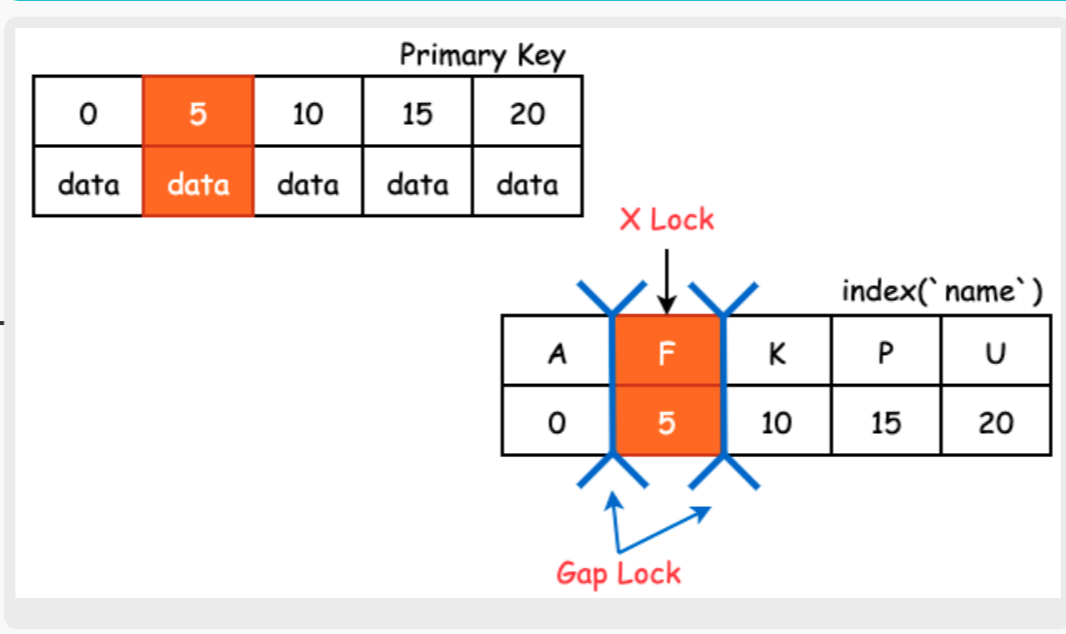 Primary Key
0 5 10 15 20
data data data data data
X Lock
index(`name`)
A F K P U
0 5 10 15 20
Gap Lock